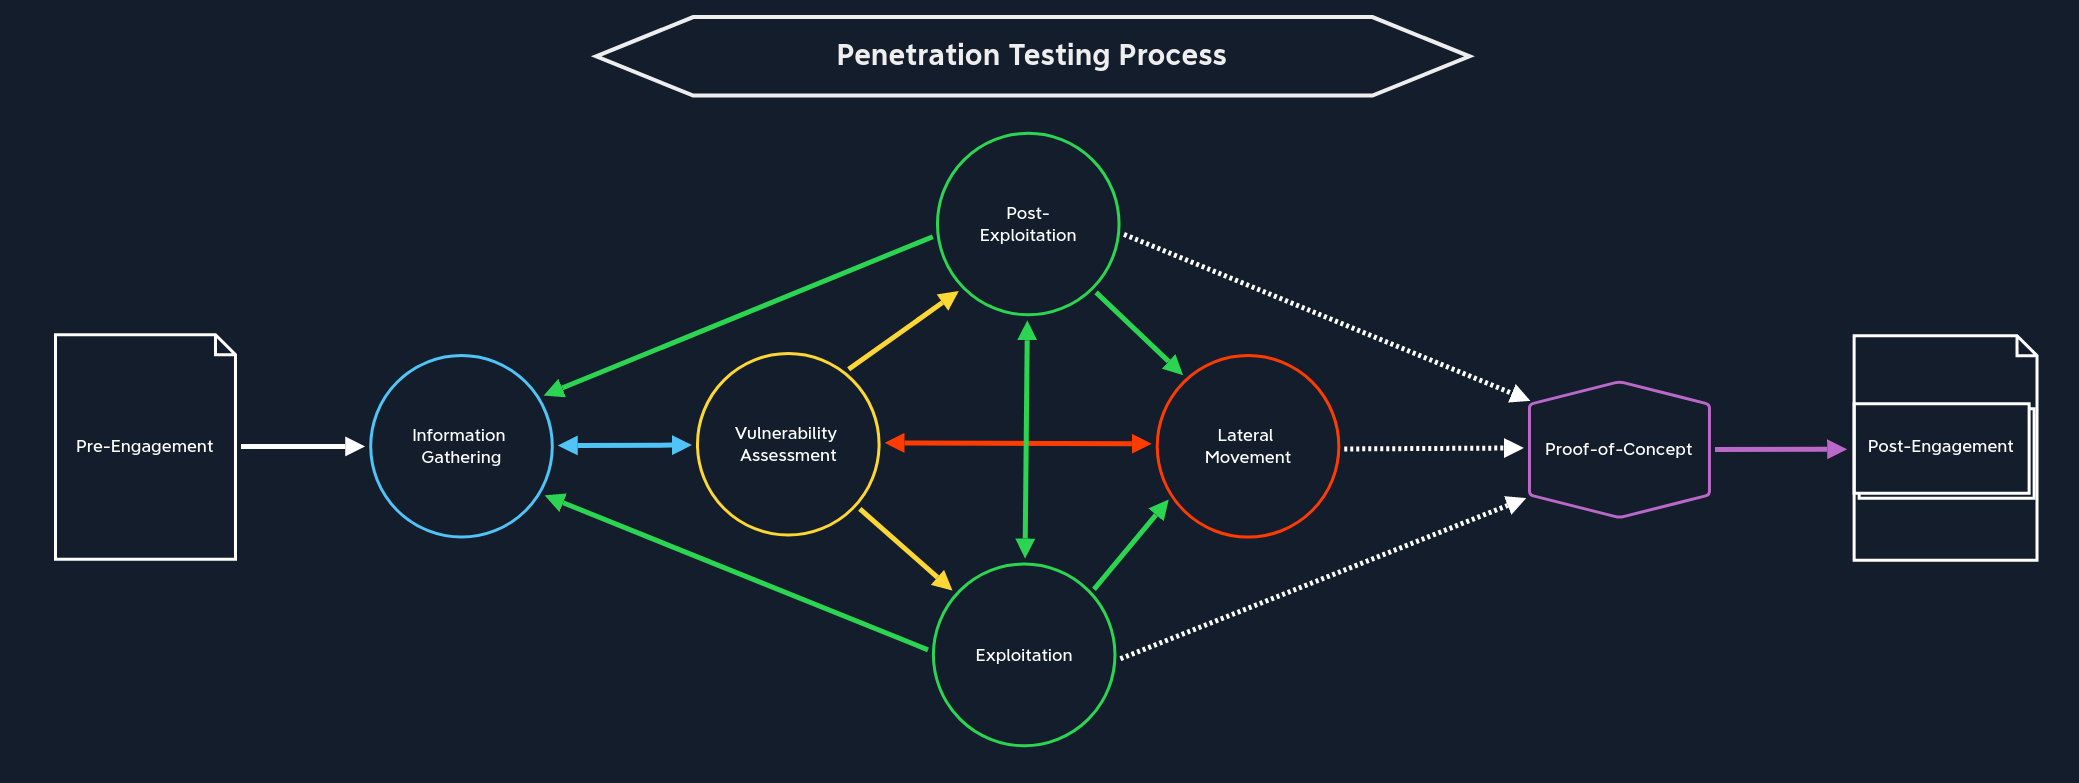 Penetration Testing Process
Post-
Exploitation
Pre-Engagement
Information
Gathering
Vulnerability
Assessment
Lateral
Movement
Proof-of-Concept
Post-Engagement
Exploitation